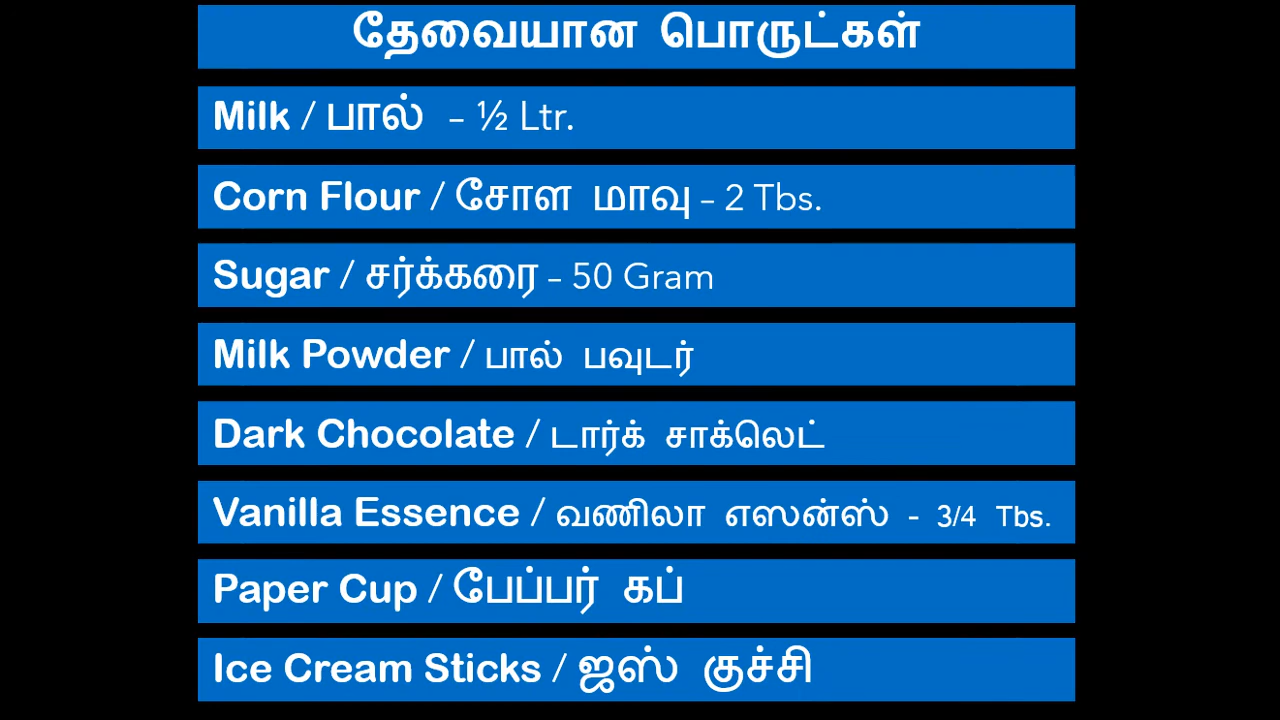 தேவையான பொருட்கள்
Milk / பால் – ½ Ltr.
Corn Flour / சோள மாவு – 2 Tbs.
Sugar / சர்க்கரை – 50 Gram
Milk Powder / பால் பவுடர்
Dark Chocolate / டார்க் சாக்லெட்
Vanilla Essence / வணிலா எஸன்ஸ் - 3/4 Tbs.
Paper Cup / பேப்பர் கப்
Ice Cream Sticks / ஜஸ் குச்சி